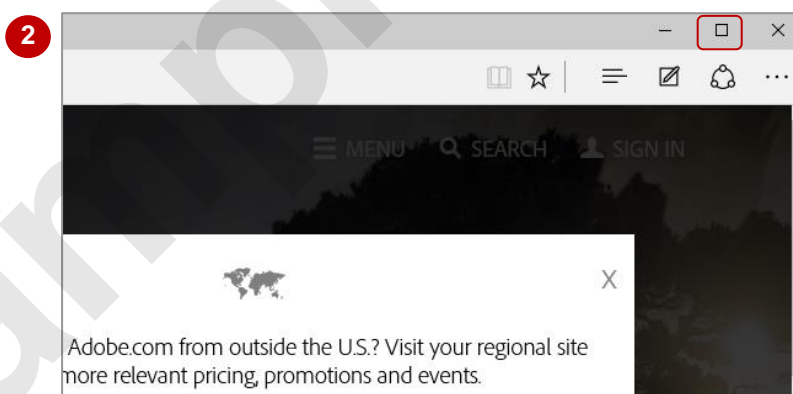 2
MENU SEARCH SIGN IN
X
Adobe.com from outside the U.S.? Visit your regional site
more relevant pricing, promotions and events.